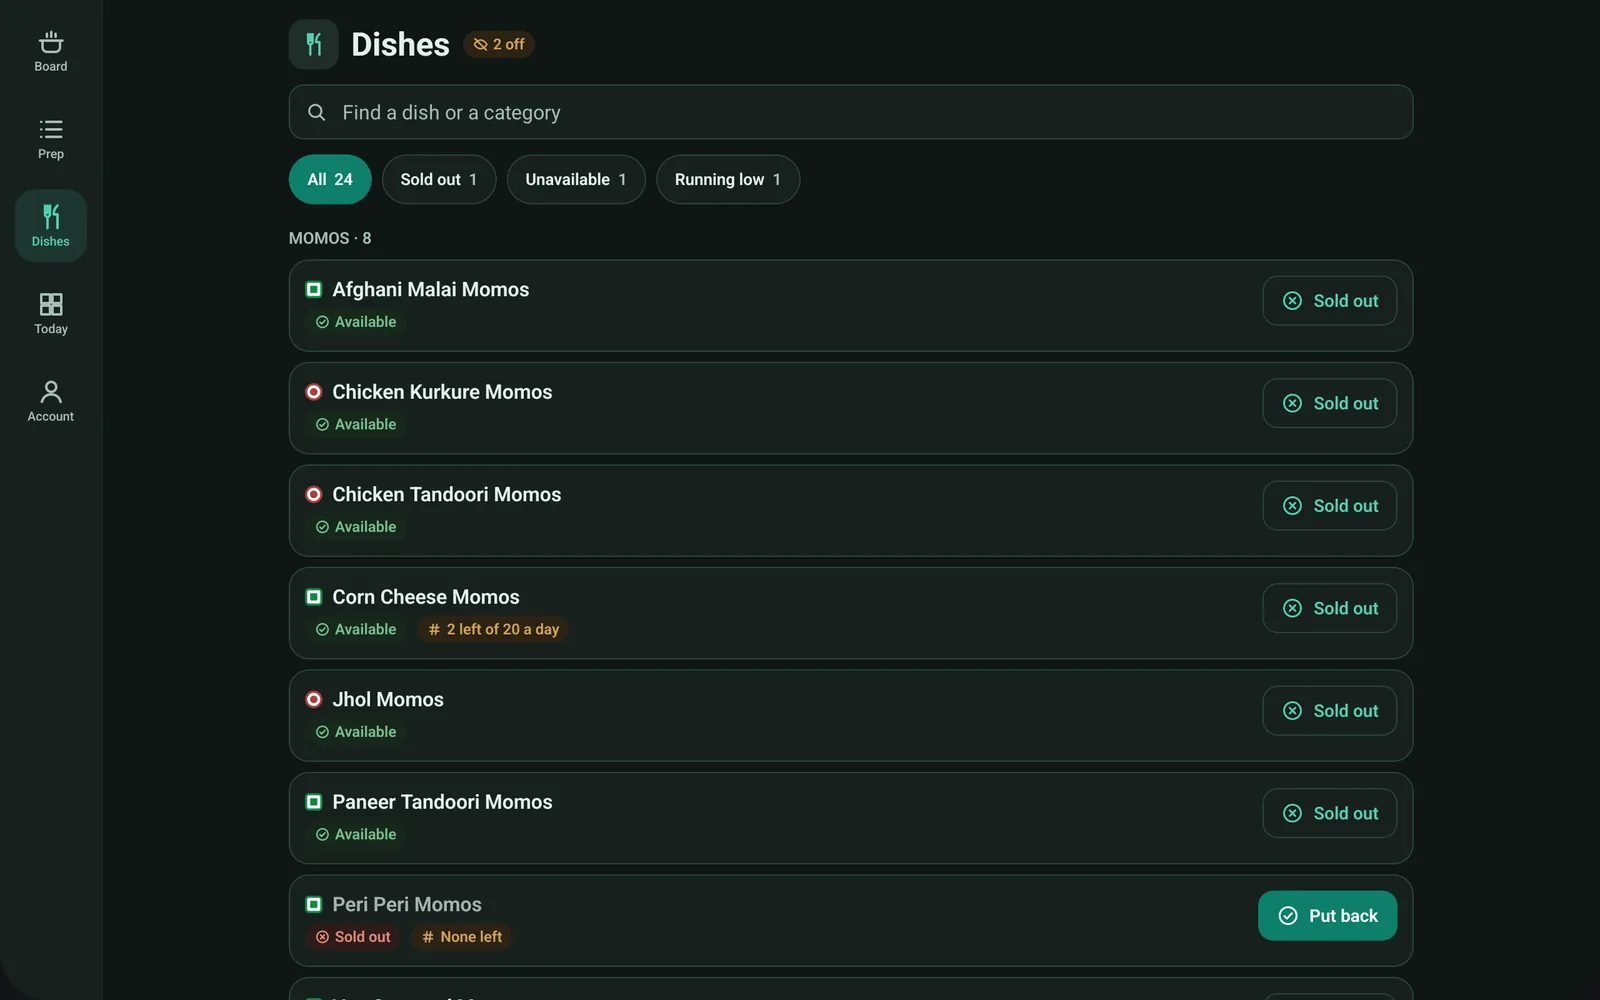 Board
Prep
Dishes
Today
Account
Dishes
2 off
Find a dish or a category
All 24
Sold out 1
Unavailable 1
Running low 1
MOMOS · 8
Afghani Malai Momos
Available
Sold out
Chicken Kurkure Momos
Available
Sold out
Chicken Tandoori Momos
Available
Sold out
Corn Cheese Momos
Available
# 2 left of 20 a day
Sold out
Jhol Momos
Available
Sold out
Paneer Tandoori Momos
Available
Sold out
Peri Peri Momos
Sold out
# None left
Put back